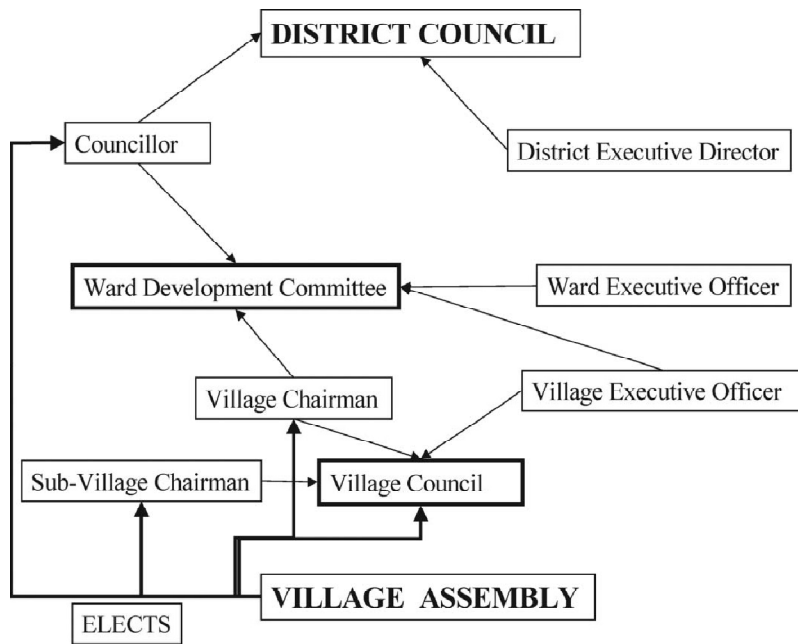 DISTRICT COUNCIL
Councillor
District Executive Director
Ward Development Committee
Ward Executive Officer
Village Chairman
Village Executive Officer
Sub-Village Chairman
Village Council
VILLAGE ASSEMBLY
ELECTS